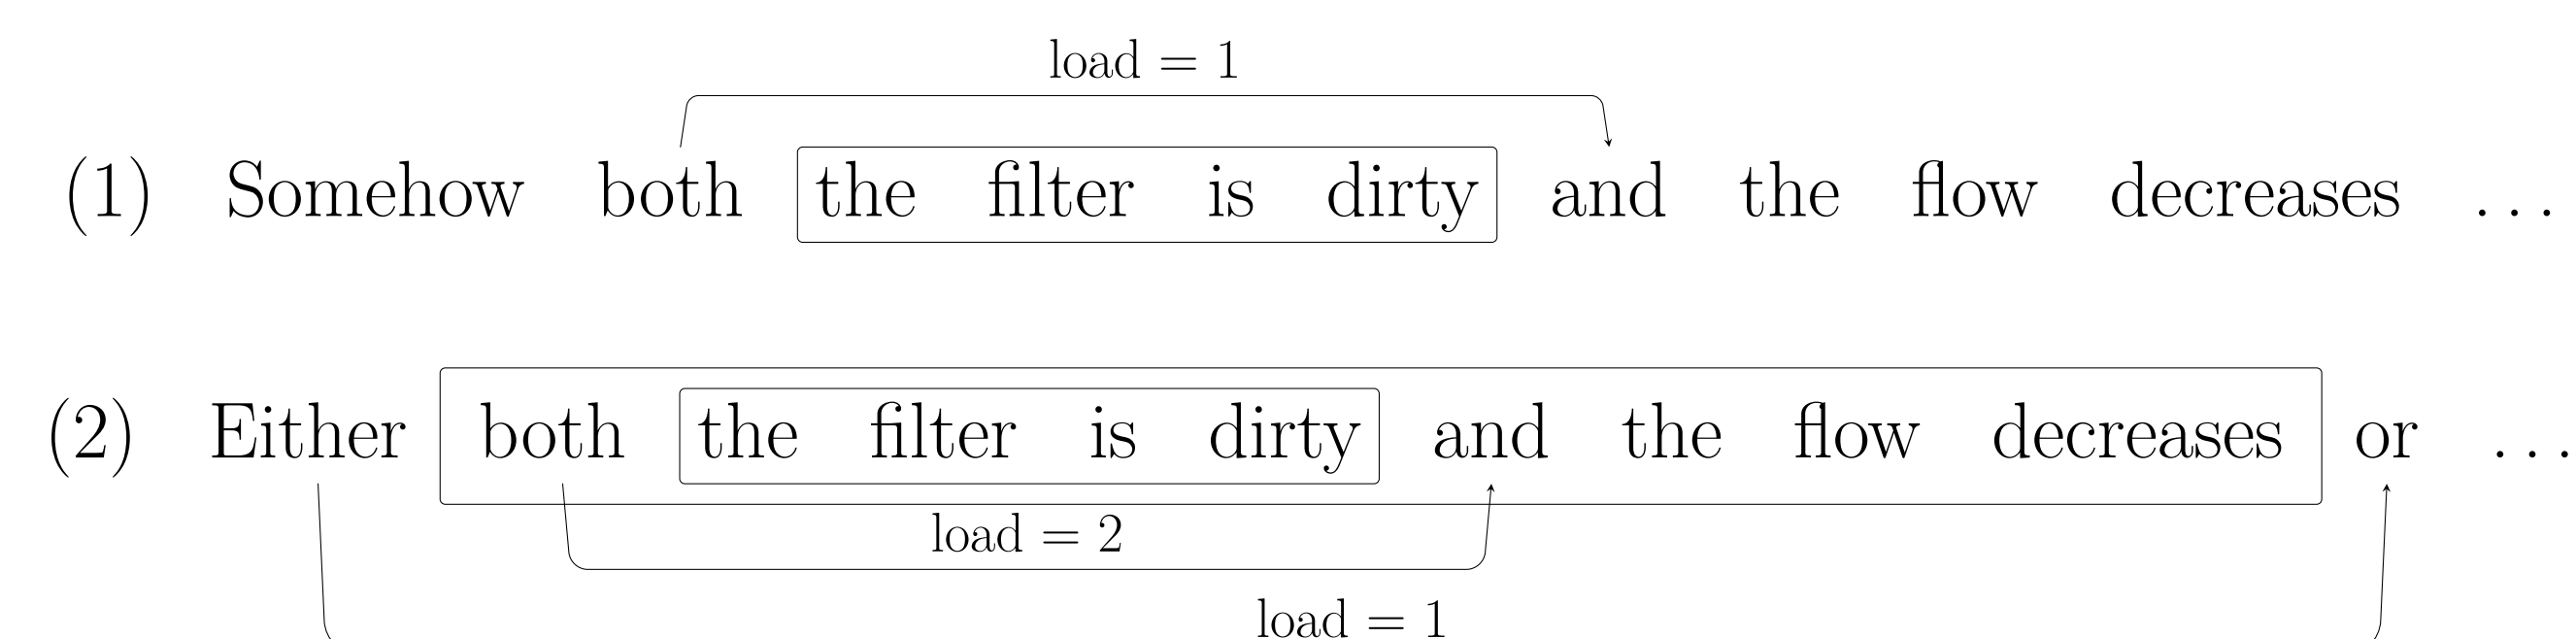 load = 1
(1) Somehow both the filter is dirty and the flow decreases ...
(2) Either both the filter is dirty and the flow decreases or ...
load = 2
load = 1